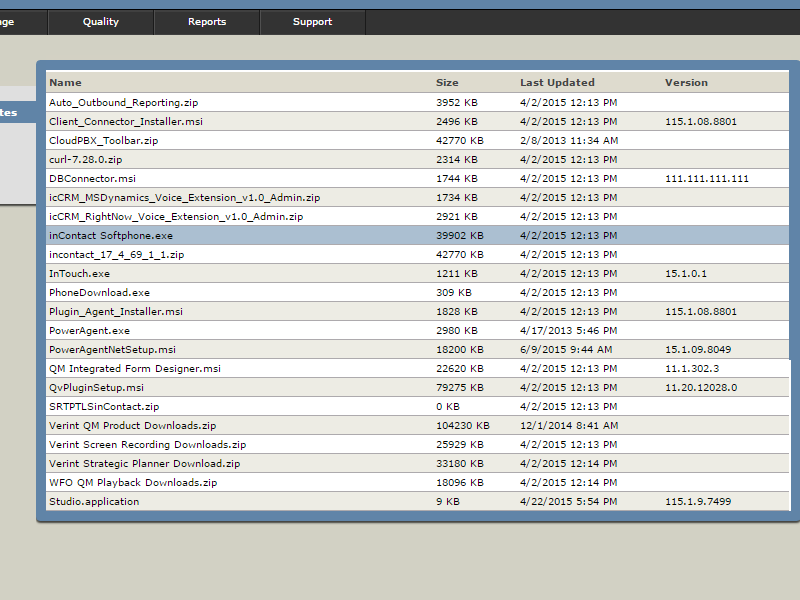 ge Quality Reports Support
tes
Name Size Last Updated Version
Auto_Outbound_Reporting.zip 3952 KB 4/2/2015 12:13 PM
Client_Connector_Installer.msi 2496 KB 4/2/2015 12:13 PM 115.1.08.8801
CloudPBX_Toolbar.zip 42770 KB 2/8/2013 11:34 AM
curl-7.28.0.zip 2314 KB 4/2/2015 12:13 PM
DBConnector.msi 1744 KB 4/2/2015 12:13 PM 111.111.111.111
icCRM_MSDynamics_Voice_Extension_v1.0_Admin.zip 1734 KB 4/2/2015 12:13 PM
icCRM_RightNow_Voice_Extension_v1.0_Admin.zip 2921 KB 4/2/2015 12:13 PM
inContact Softphone.exe 39902 KB 4/2/2015 12:13 PM
incontact_17_4_69_1_1.zip 42770 KB 4/2/2015 12:13 PM
InTouch.exe 1211 KB 4/2/2015 12:13 PM 15.1.0.1
PhoneDownload.exe 309 KB 4/2/2015 12:13 PM
Plugin_Agent_Installer.msi 1828 KB 4/2/2015 12:13 PM 115.1.08.8801
PowerAgent.exe 2980 KB 4/17/2013 5:46 PM
PowerAgentNetSetup.msi 18200 KB 6/9/2015 9:44 AM 15.1.09.8049
QM Integrated Form Designer.msi 22620 KB 4/2/2015 12:13 PM 11.1.302.3
QvPluginSetup.msi 79275 KB 4/2/2015 12:13 PM 11.20.12028.0
SRTPTLSinContact.zip 0 KB 4/2/2015 12:13 PM
Verint QM Product Downloads.zip 104230 KB 12/1/2014 8:41 AM
Verint Screen Recording Downloads.zip 25929 KB 4/2/2015 12:13 PM
Verint Strategic Planner Download.zip 33180 KB 4/2/2015 12:14 PM
WFO QM Playback Downloads.zip 18096 KB 4/2/2015 12:14 PM
Studio.application 9 KB 4/22/2015 5:54 PM 115.1.9.7499